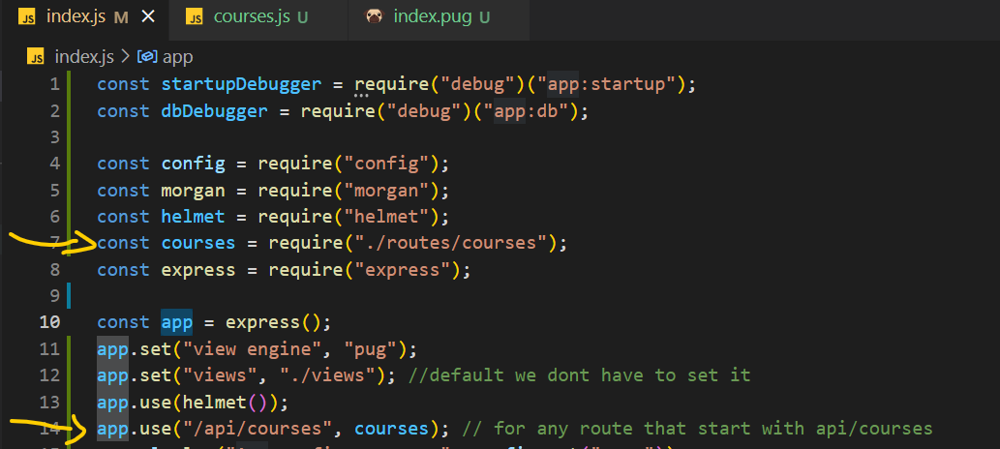 JS index.js M X JS courses.js U index.pug U
JS index.js > app
1 const startupDebugger = require("debug")("app:startup");
2 const dbDebugger = require("debug")("app:db");
3
4 const config = require("config");
5 const morgan = require("morgan");
6 const helmet = require("helmet");
7 const courses = require("./routes/courses");
8 const express = require("express");
9
10 const app = express();
11 app.set("view engine", "pug");
12 app.set("views", "./views"); //default we dont have to set it
13 app.use(helmet());
14 app.use("/api/courses", courses); // for any route that start with api/courses